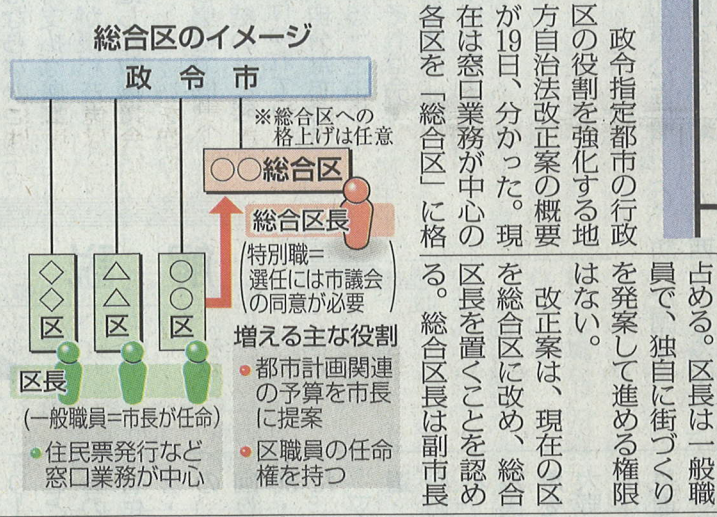 総合区のイメージ
政令市
※総合区への
格上げは任意
○○総合区
総合区長
(特別職=
選任には市議会
の同意が必要)
◇◇区
△△区
○○区
区長
(一般職員=市長が任命)
•住民票発行など
窓口業務が中心
増える主な役割
•都市計画関連
の予算を市長
に提案
•区職員の任命
権を持つ
政令指定都市の行政
区の役割を強化する地
方自治法改正案の概要
が19日、分かった。現
在は窓口業務が中心の
各区を「総合区」に格
占める。区長は一般職
員で、独自に街づくり
を発案して進める権限
はない。
改正案は、現在の区
を総合区に改め、総合
区長を置くことを認め
る。総合区長は副市長